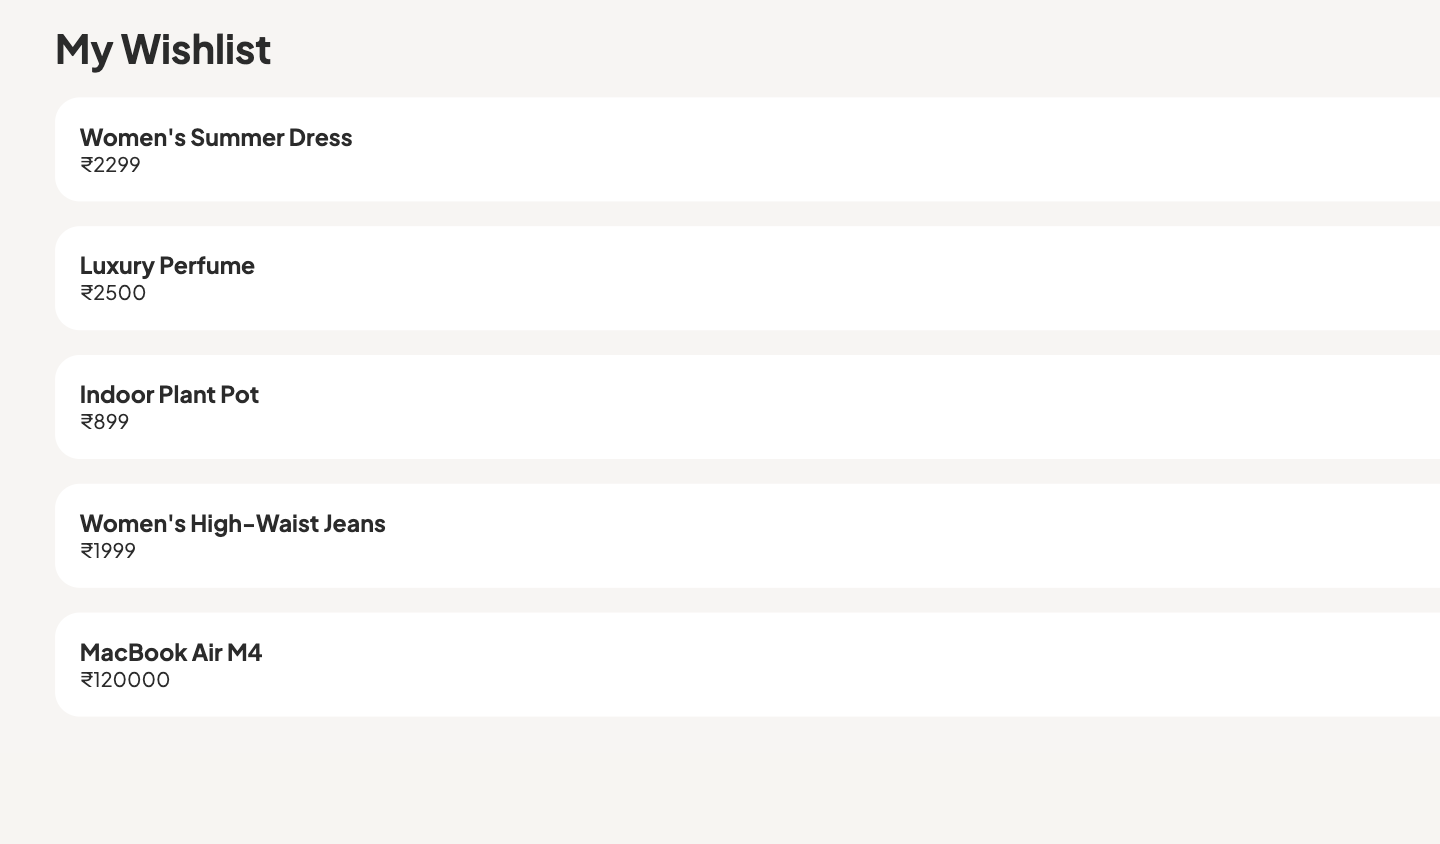 My Wishlist
Women's Summer Dress
₹2299
Luxury Perfume
₹2500
Indoor Plant Pot
₹899
Women's High-Waist Jeans
₹1999
MacBook Air M4
₹120000